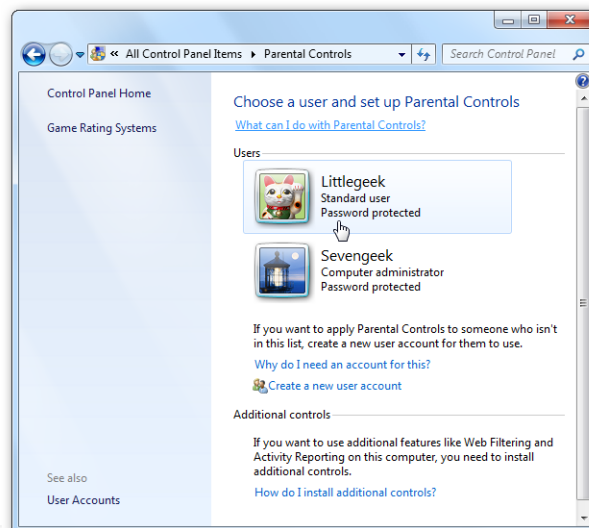 « All Control Panel Items ▸ Parental Controls
Search Control Panel
Control Panel Home
Game Rating Systems
Choose a user and set up Parental Controls
What can I do with Parental Controls?
Users
Littlegeek
Standard user
Password protected
Sevengeek
Computer administrator
Password protected
If you want to apply Parental Controls to someone who isn't
in this list, create a new user account for them to use.
Why do I need an account for this?
Create a new user account
Additional controls
If you want to use additional features like Web Filtering and
Activity Reporting on this computer, you need to install
additional controls.
How do I install additional controls?
See also
User Accounts